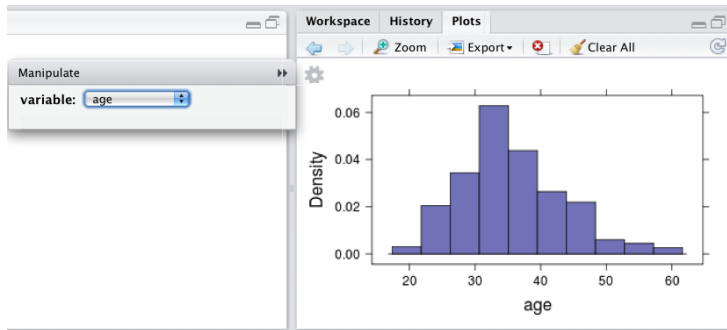 Workspace History Plots
Zoom Export Clear All
Manipulate
variable: age
0.06
0.04
0.02
0.00
Density
20 30 40 50 60
age